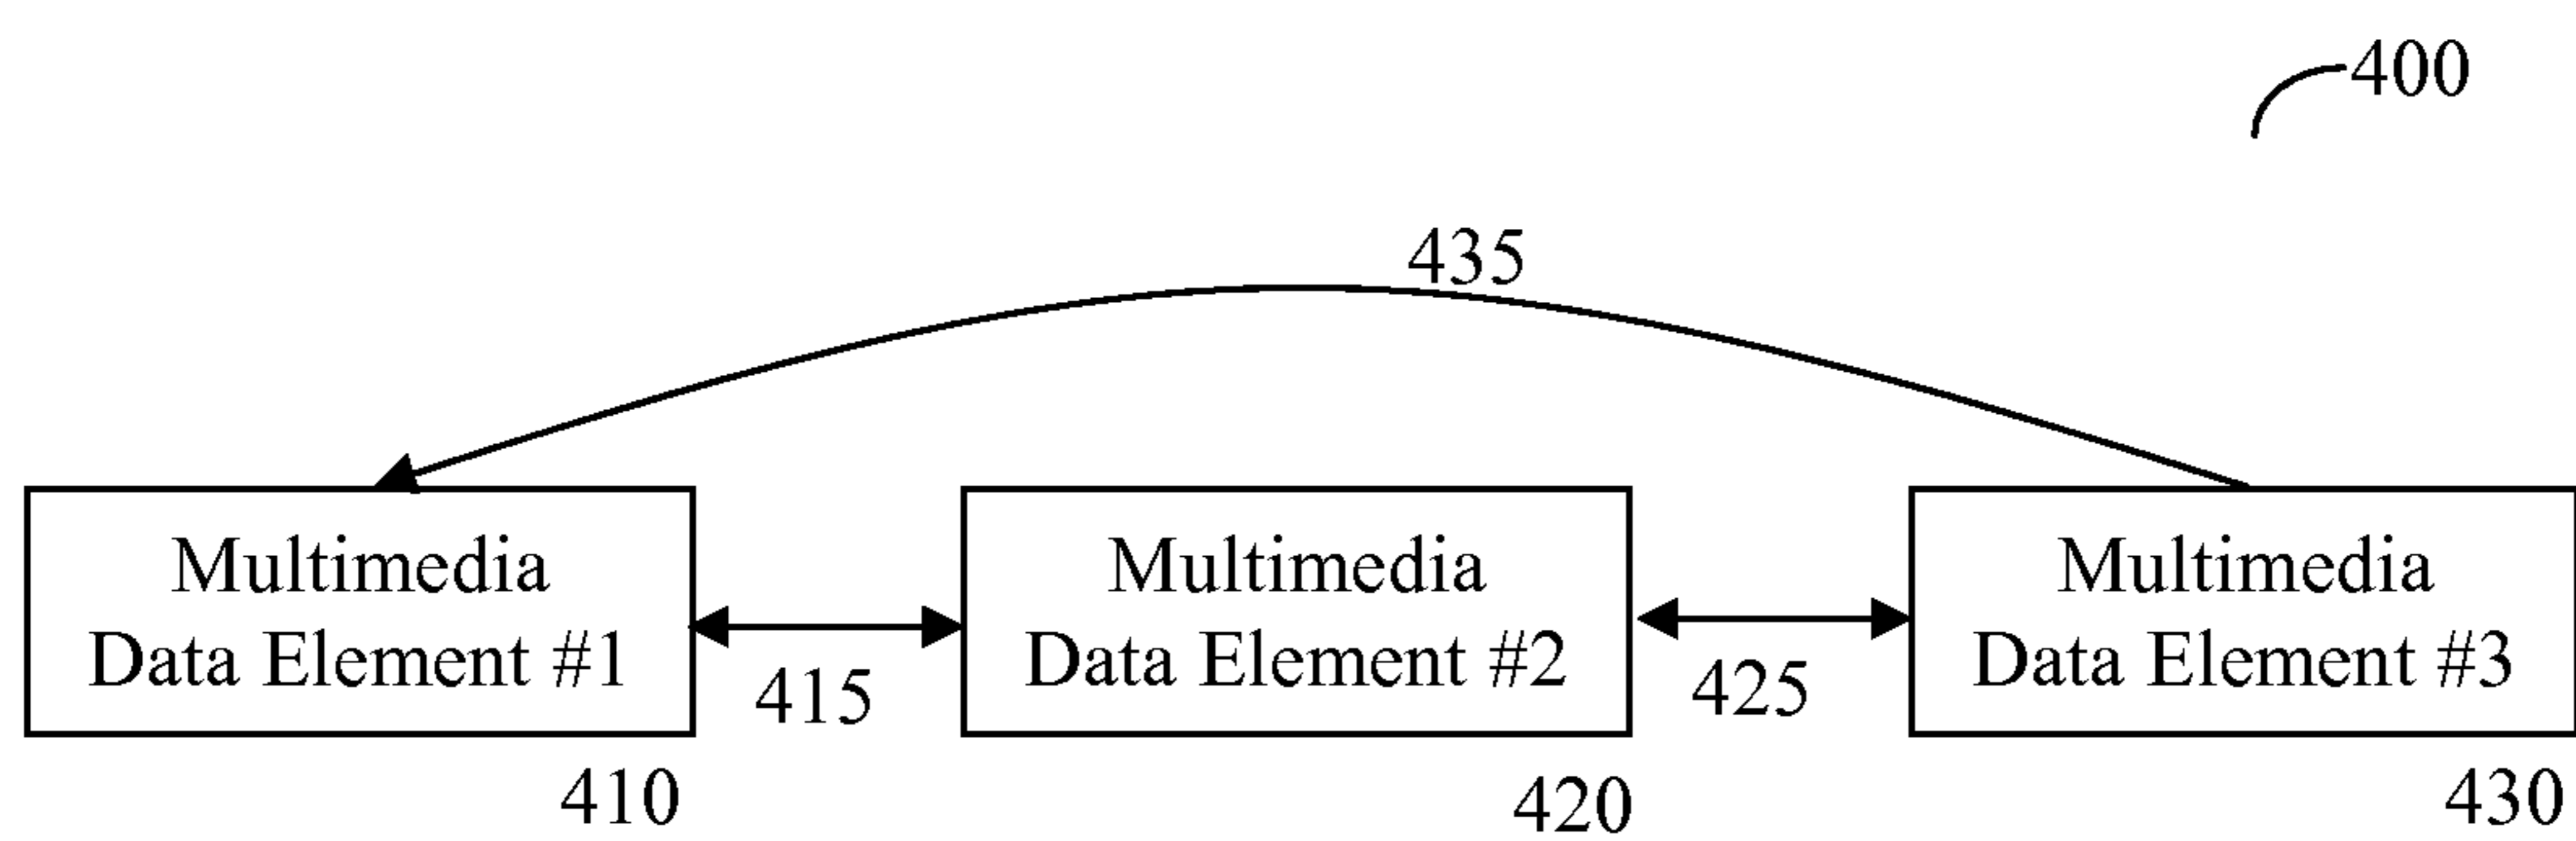 400
435
Multimedia
Data Element #1
415
Multimedia
Data Element #2
425
Multimedia
Data Element #3
410
420
430